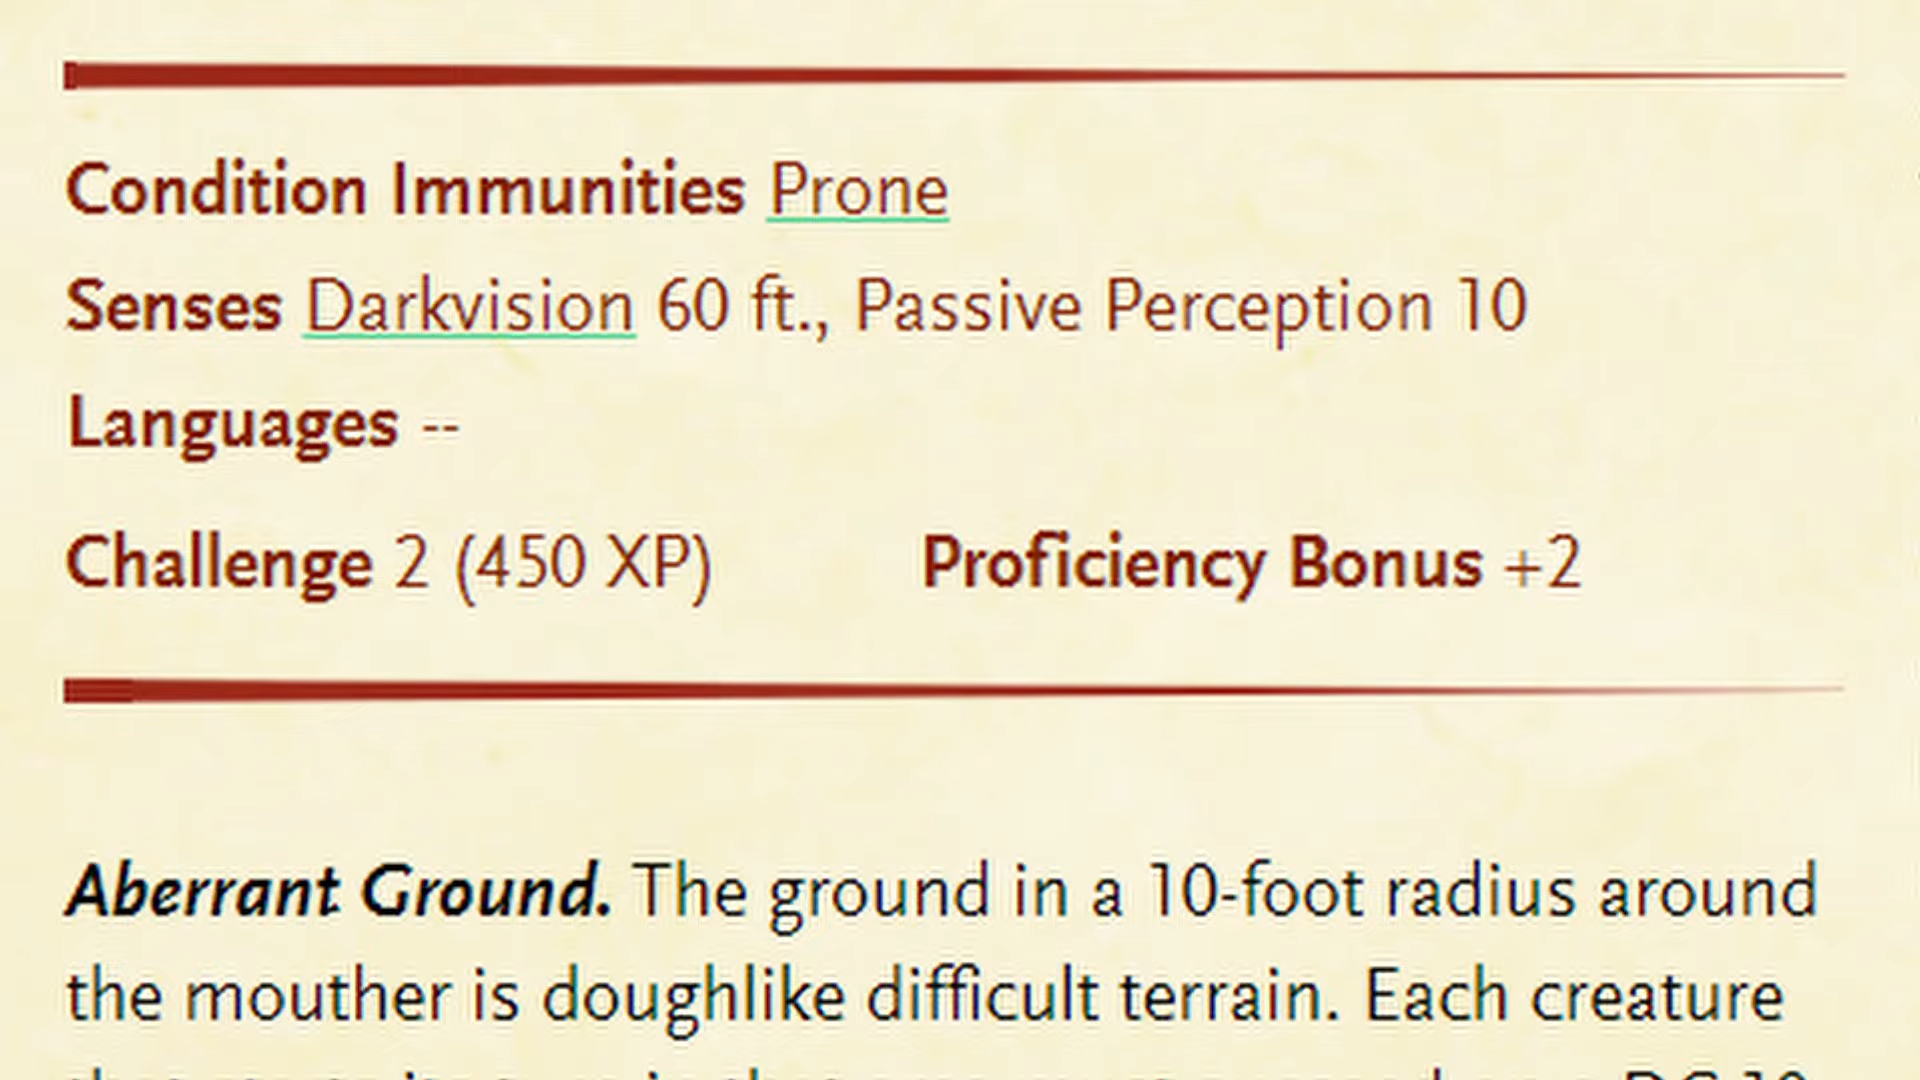 Condition Immunities Prone
Senses Darkvision 60 ft., Passive Perception 10
Languages --
Challenge 2 (450 XP) Proficiency Bonus +2
Aberrant Ground. The ground in a 10-foot radius around
the mouther is doughlike difficult terrain. Each creature